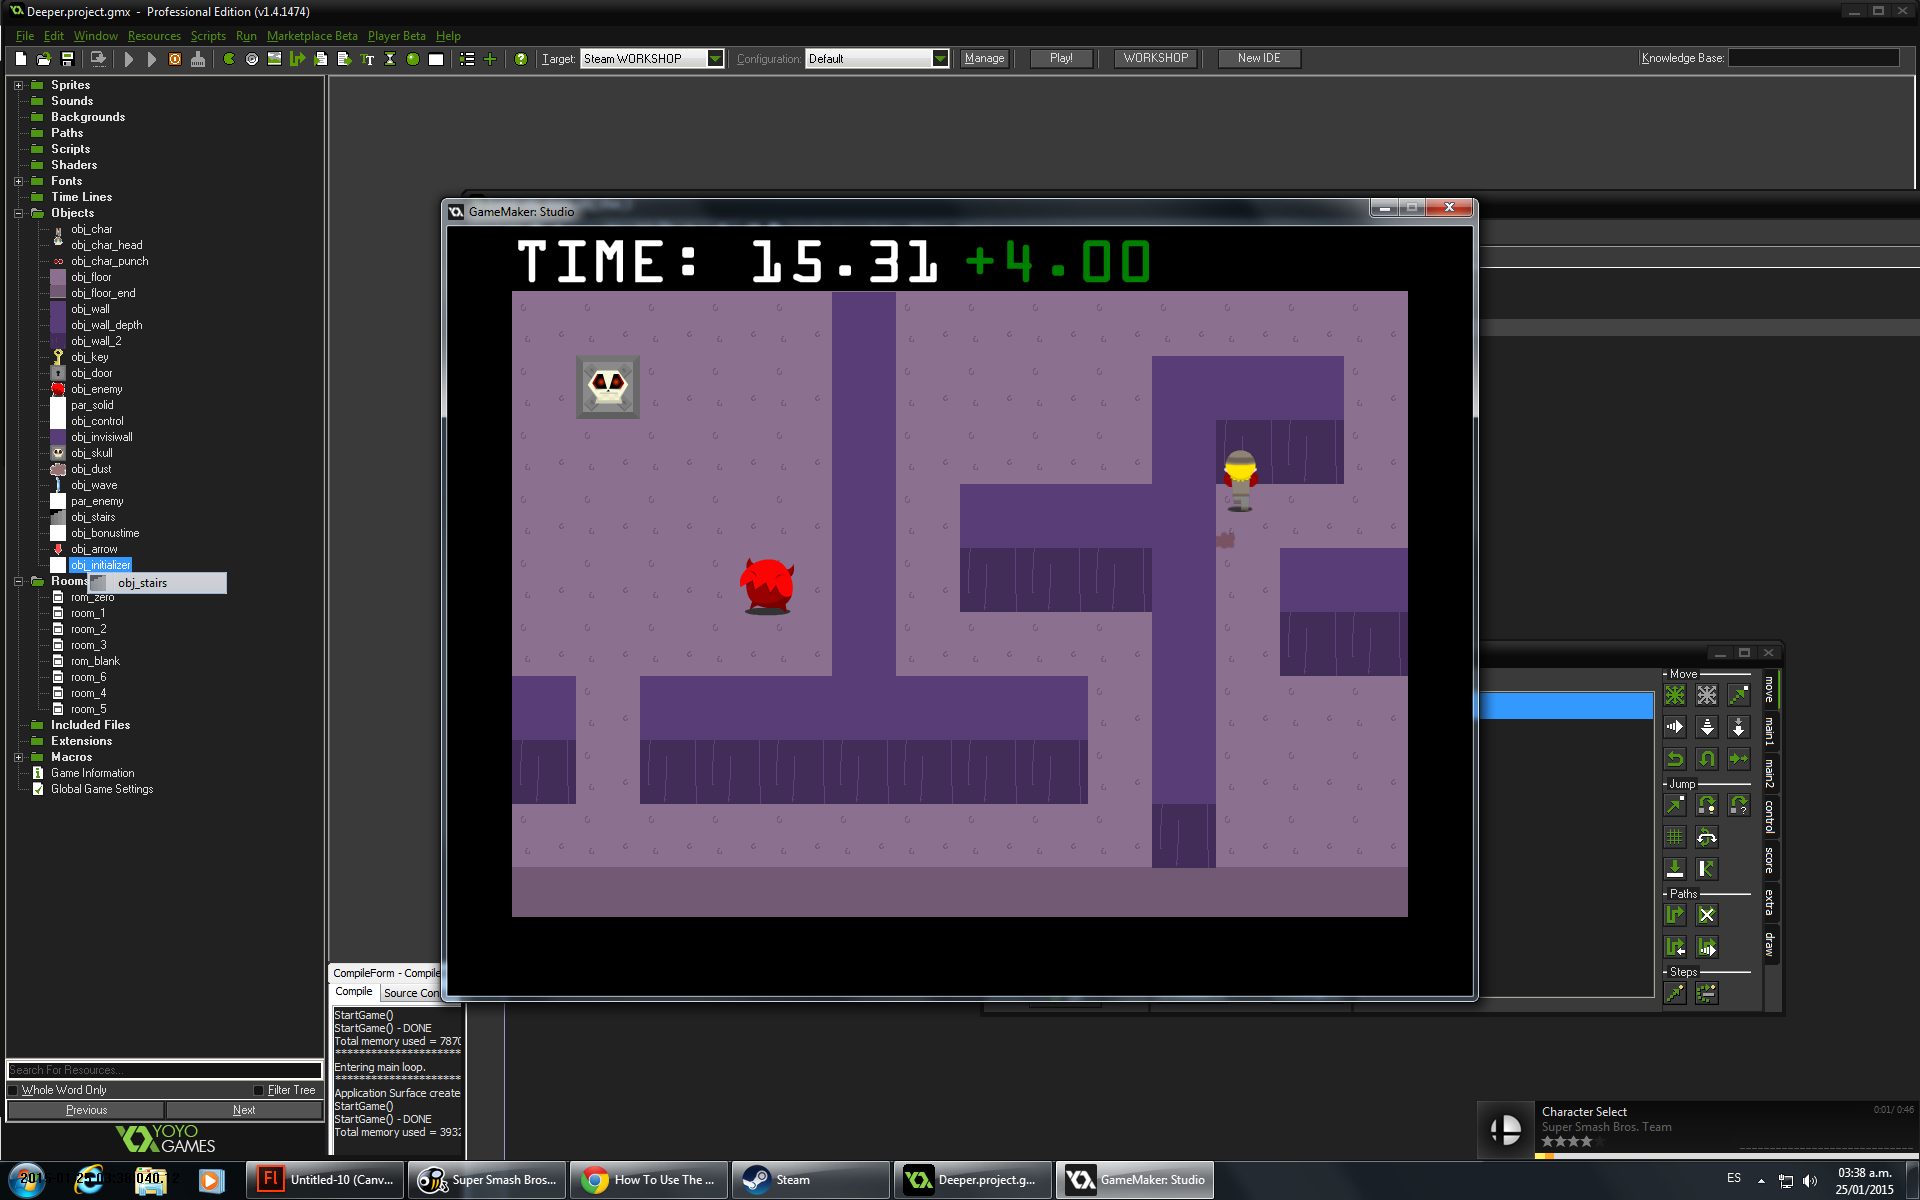 Deeper.project.gmx - Professional Edition (v1.4.1474)
File Edit Window Resources Scripts Run Marketplace Beta Player Beta Help
Target: Steam WORKSHOP Configuration: Default Manage Play! WORKSHOP New IDE Knowledge Base:
Sprites
Sounds
Backgrounds
Paths
Scripts
Shaders
Fonts
Time Lines
Objects
obj_char
obj_char_head
obj_char_punch
obj_floor
obj_floor_end
obj_wall
obj_wall_depth
obj_wall_2
obj_key
obj_door
obj_enemy
par_solid
obj_control
obj_invisiwall
obj_skull
obj_dust
obj_wave
par_enemy
obj_stairs
obj_bonustime
obj_arrow
obj_initializer
Rooms
obj_stairs
rom_zero
room_1
room_2
room_3
rom_blank
room_6
room_4
room_5
Included Files
Extensions
Macros
Game Information
Global Game Settings
Search For Resources...
Whole Word Only Filter Tree
Previous Next
YOYO
GAMES
GameMaker: Studio
TIME: 15.31 +4.00
CompileForm - Compile
Compile Source Con
StartGame()
StartGame() - DONE
Total memory used = 7870
**********************
Entering main loop.
**********************
Application Surface create
StartGame()
StartGame() - DONE
Total memory used = 3932
Move
Jump
Paths
Steps
move
main1
main2
control
score
extra
draw
Character Select 0:01/ 0:46
Super Smash Bros. Team
Untitled-10 (Canv...
Super Smash Bros...
How To Use The ...
Steam
Deeper.project.g...
GameMaker: Studio
ES
03:38 a.m.
25/01/2015